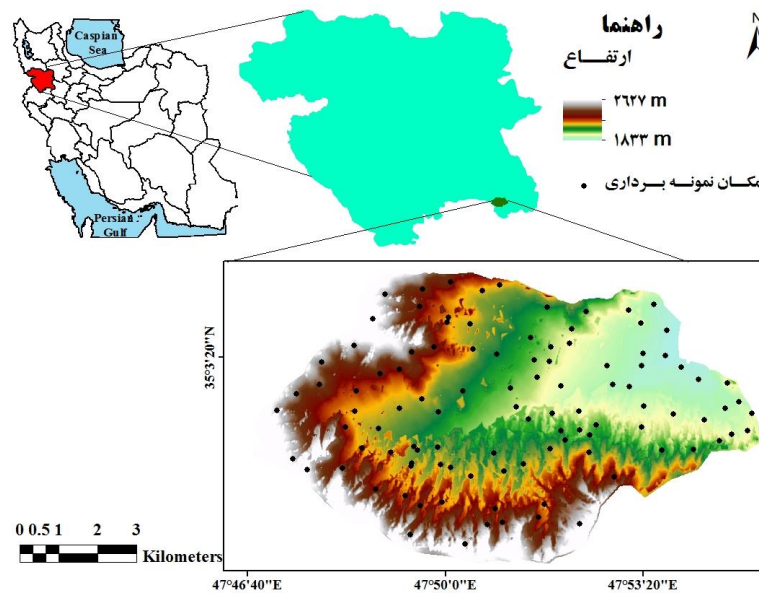 Caspian
Sea
Persian
Gulf
راهنما
ارتفـــاع
۲۶۲۷ m
۱۸۳۳ m
مکـان نمونـه بـرداری
N
35°3'20"N
0 0.5 1 2 3
Kilometers
47°46'40"E
47°50'0"E
47°53'20"E